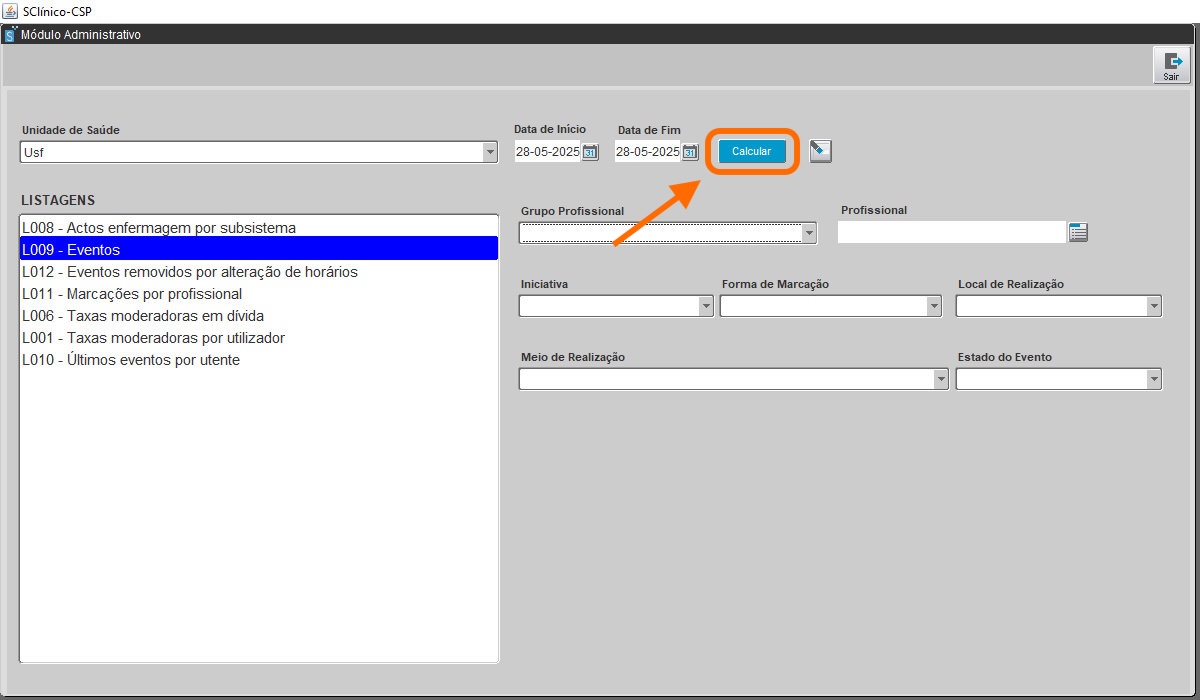 SClínico-CSP
Módulo Administrativo
Sair
Unidade de Saúde
Data de Início
Data de Fim
Usf
28-05-2025
31
28-05-2025
31
Calcular
LISTAGENS
L008 - Actos enfermagem por subsistema
L009 - Eventos
L012 - Eventos removidos por alteração de horários
L011 - Marcações por profissional
L006 - Taxas moderadoras em dívida
L001 - Taxas moderadoras por utilizador
L010 - Últimos eventos por utente
Grupo Profissional
Profissional
Iniciativa
Forma de Marcação
Local de Realização
Meio de Realização
Estado do Evento